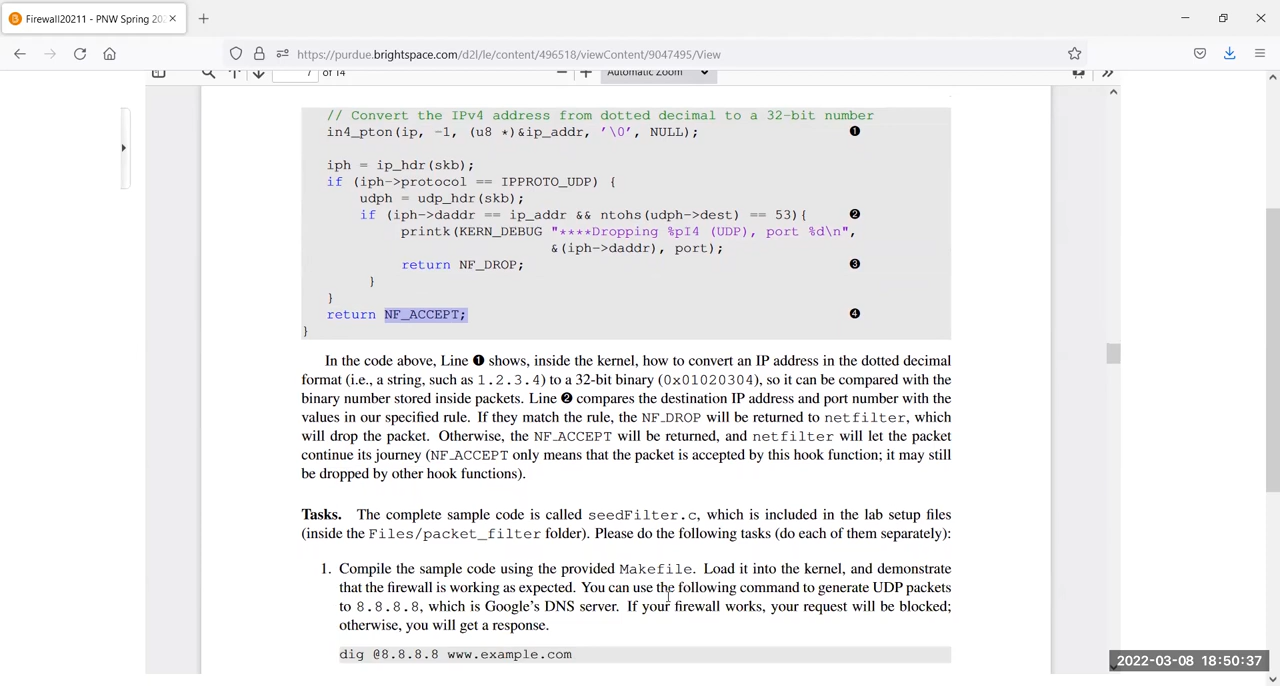 Firewall20211 - PNW Spring 202
https://purdue.brightspace.com/d2l/le/content/496518/viewContent/9047495/View
7 of 14
Automatic Zoom
// Convert the IPv4 address from dotted decimal to a 32-bit number
in4_pton(ip, -1, (u8 *)&ip_addr, '\0', NULL); ❶
iph = ip_hdr(skb);
if (iph->protocol == IPPROTO_UDP) {
udph = udp_hdr(skb);
if (iph->daddr == ip_addr && ntohs(udph->dest) == 53){ ❷
printk(KERN_DEBUG "****Dropping %pI4 (UDP), port %d\n",
&(iph->daddr), port);
return NF_DROP; ❸
}
}
return NF_ACCEPT; ❹
}
In the code above, Line ❶ shows, inside the kernel, how to convert an IP address in the dotted decimal
format (i.e., a string, such as 1.2.3.4) to a 32-bit binary (0x01020304), so it can be compared with the
binary number stored inside packets. Line ❷ compares the destination IP address and port number with the
values in our specified rule. If they match the rule, the NF_DROP will be returned to netfilter, which
will drop the packet. Otherwise, the NF_ACCEPT will be returned, and netfilter will let the packet
continue its journey (NF_ACCEPT only means that the packet is accepted by this hook function; it may still
be dropped by other hook functions).
Tasks. The complete sample code is called seedFilter.c, which is included in the lab setup files
(inside the Files/packet_filter folder). Please do the following tasks (do each of them separately):
1. Compile the sample code using the provided Makefile. Load it into the kernel, and demonstrate
that the firewall is working as expected. You can use the following command to generate UDP packets
to 8.8.8.8, which is Google's DNS server. If your firewall works, your request will be blocked;
otherwise, you will get a response.
dig @8.8.8.8 www.example.com
2022-03-08 18:50:37